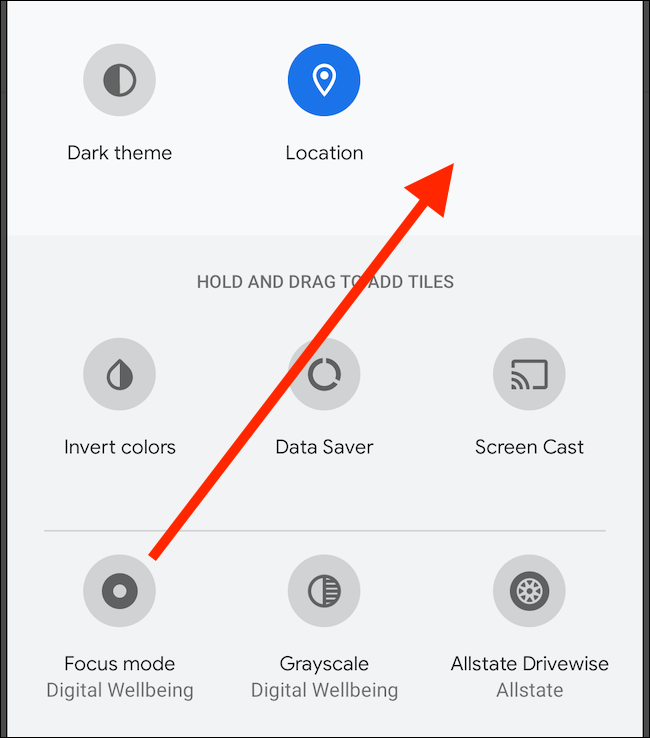 Dark theme
Location
HOLD AND DRAG TO ADD TILES
Invert colors
Data Saver
Screen Cast
Focus mode
Digital Wellbeing
Grayscale
Digital Wellbeing
Allstate Drivewise
Allstate